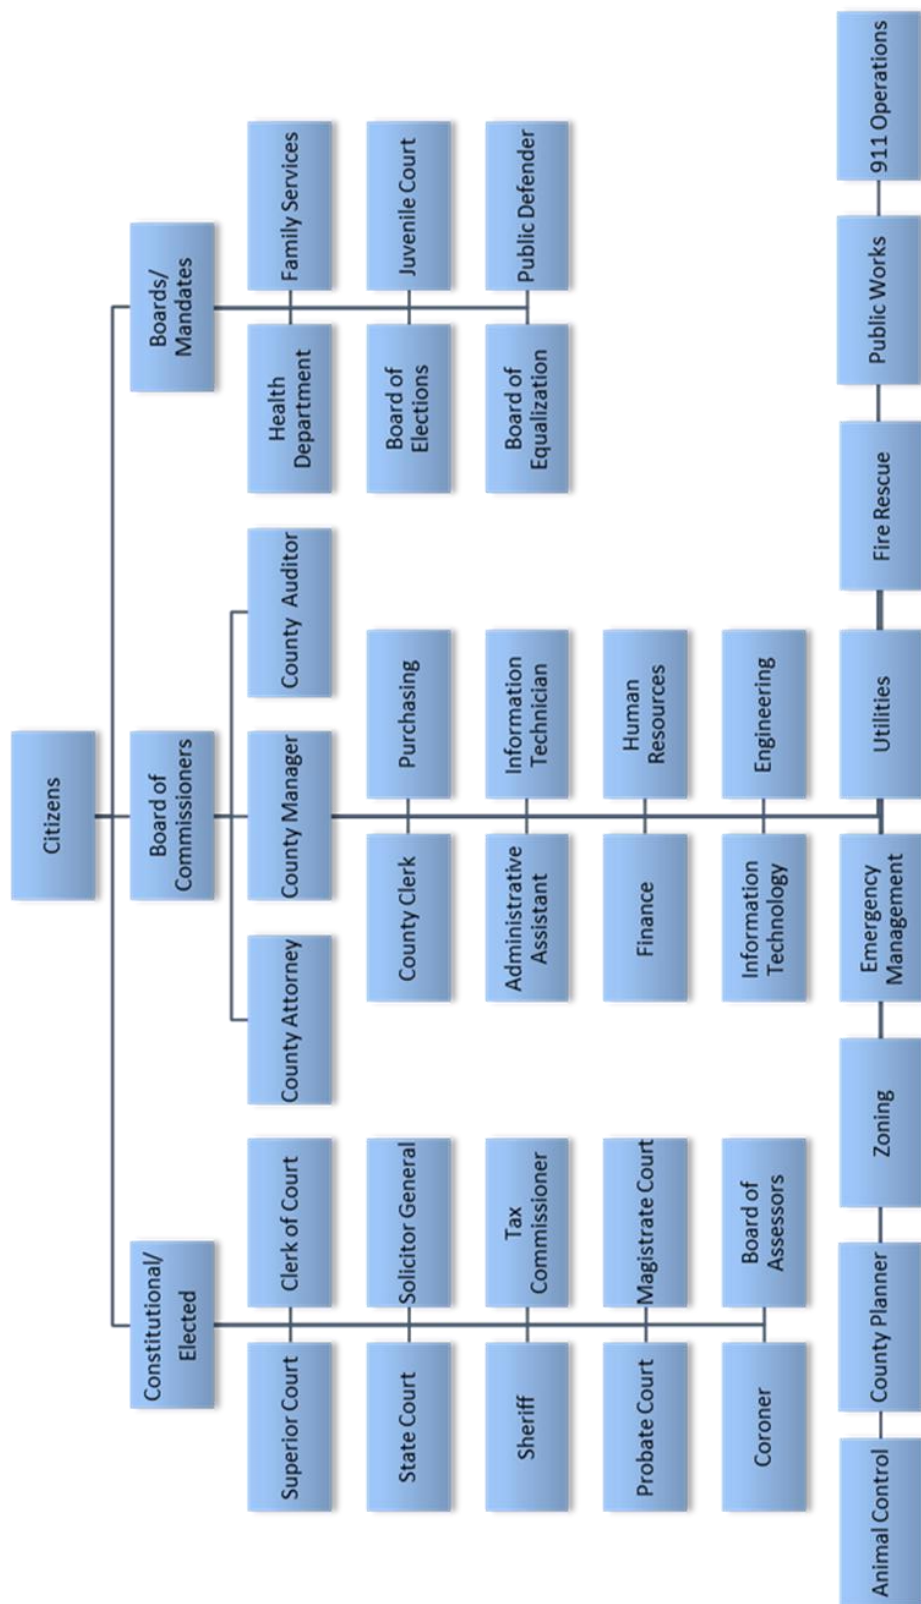 Citizens
Constitutional/
Elected
Board of
Commissioners
Boards/
Mandates
Superior Court
Clerk of Court
State Court
Solicitor General
Sheriff
Tax
Commissioner
Probate Court
Magistrate Court
Coroner
Board of
Assessors
County Attorney
County Manager
County Auditor
County Clerk
Purchasing
Administrative
Assistant
Information
Technician
Finance
Human
Resources
Information
Technology
Engineering
Health
Department
Family Services
Board of
Elections
Juvenile Court
Board of
Equalization
Public Defender
Animal Control
County Planner
Zoning
Emergency
Management
Utilities
Fire Rescue
Public Works
911 Operations